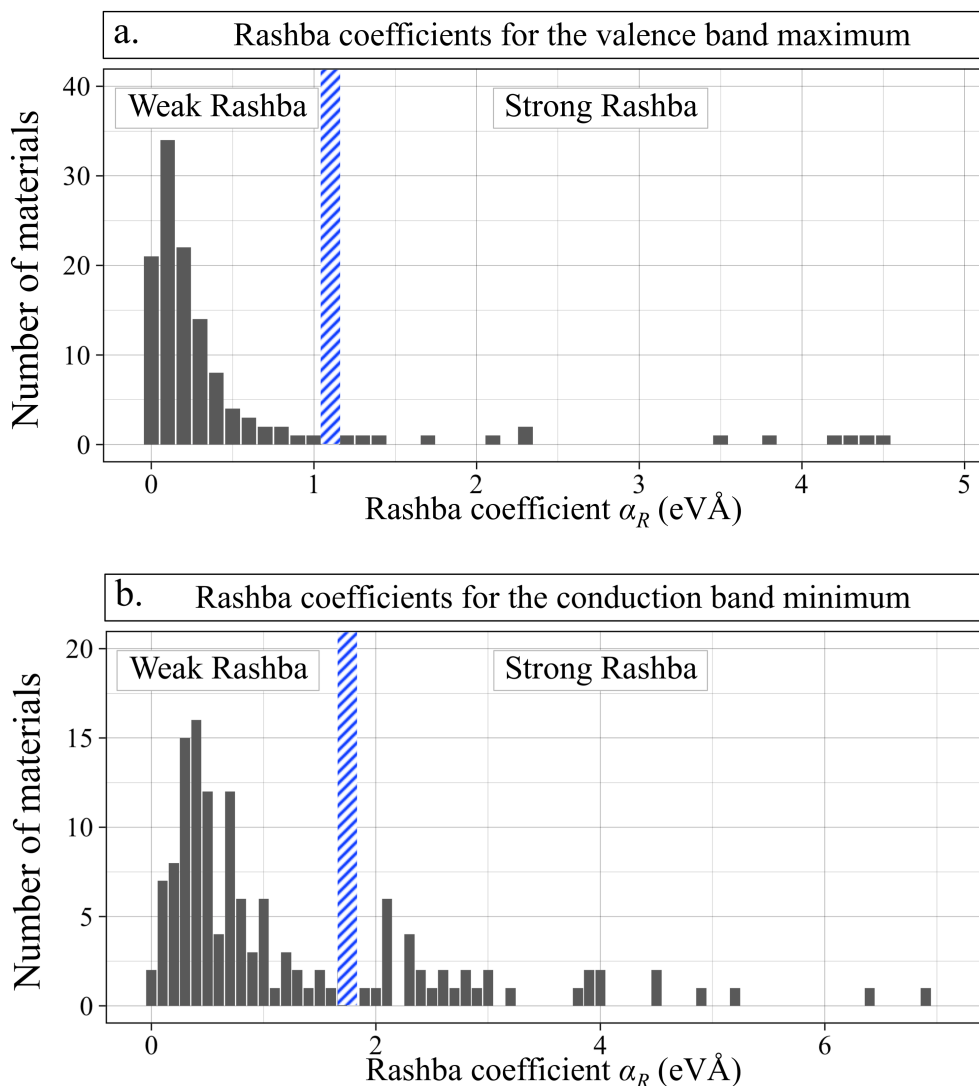 a. Rashba coefficients for the valence band maximum
Number of materials
40
30
20
10
0
Weak Rashba
Strong Rashba
0 1 2 3 4 5
Rashba coefficient αR (eVÅ)
b. Rashba coefficients for the conduction band minimum
Number of materials
20
15
10
5
0
Weak Rashba
Strong Rashba
0 2 4 6
Rashba coefficient αR (eVÅ)